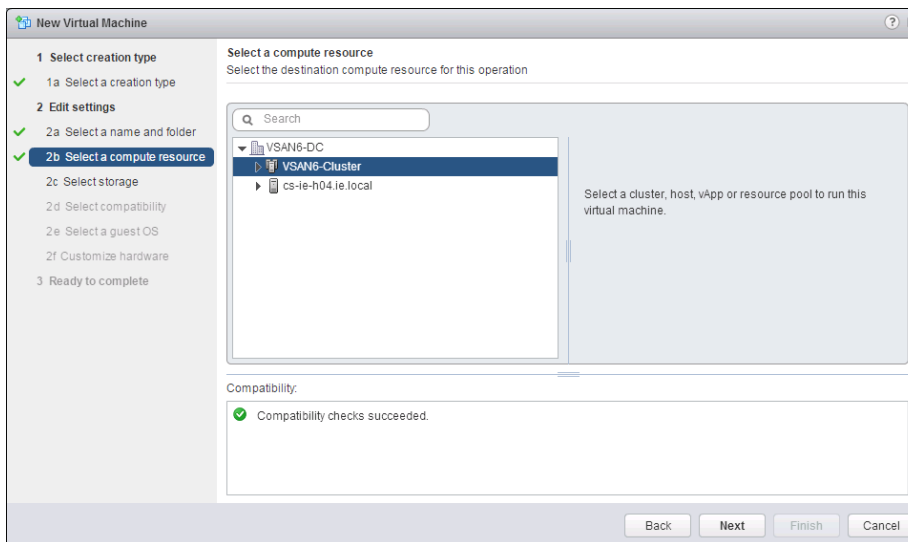 New Virtual Machine
?
1 Select creation type
1a Select a creation type
2 Edit settings
2a Select a name and folder
2b Select a compute resource
2c Select storage
2d Select compatibility
2e Select a guest OS
2f Customize hardware
3 Ready to complete
Select a compute resource
Select the destination compute resource for this operation
Search
VSAN6-DC
VSAN6-Cluster
cs-ie-h04.ie.local
Select a cluster, host, vApp or resource pool to run this
virtual machine.
Compatibility:
Compatibility checks succeeded.
Back Next Finish Cancel